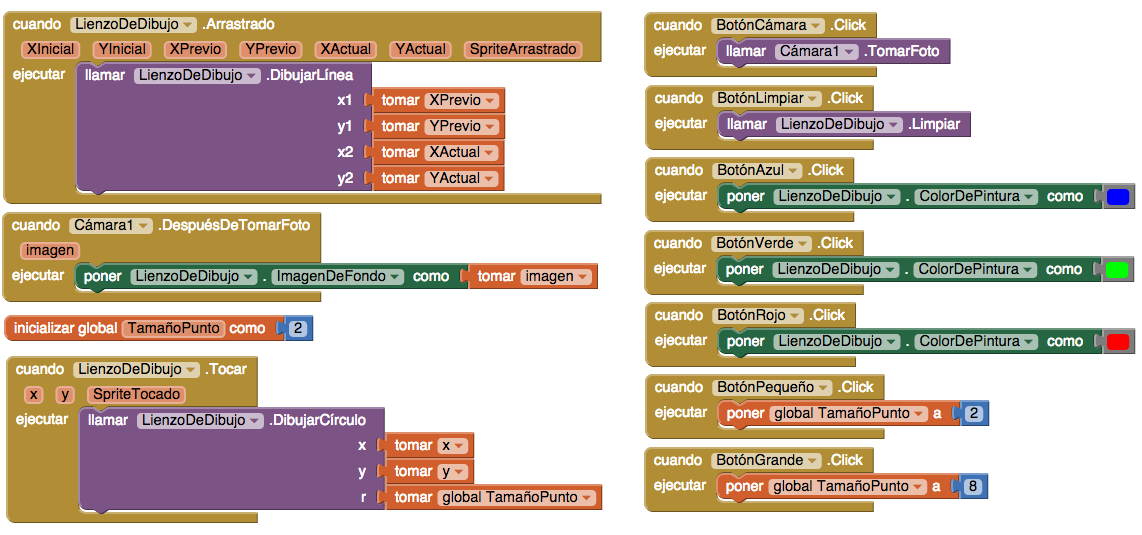 cuando LienzoDeDibujo .Arrastrado
XInicial YInicial XPrevio YPrevio XActual YActual SpriteArrastrado
ejecutar llamar LienzoDeDibujo .DibujarLínea
x1 tomar XPrevio
y1 tomar YPrevio
x2 tomar XActual
y2 tomar YActual
cuando Cámara1 .DespuésDeTomarFoto
imagen
ejecutar poner LienzoDeDibujo . ImagenDeFondo como tomar imagen
inicializar global TamañoPunto como 2
cuando LienzoDeDibujo .Tocar
x y SpriteTocado
ejecutar llamar LienzoDeDibujo .DibujarCírculo
x tomar x
y tomar y
r tomar global TamañoPunto
cuando BotónCámara .Click
ejecutar llamar Cámara1 .TomarFoto
cuando BotónLimpiar .Click
ejecutar llamar LienzoDeDibujo .Limpiar
cuando BotónAzul .Click
ejecutar poner LienzoDeDibujo . ColorDePintura como
cuando BotónVerde .Click
ejecutar poner LienzoDeDibujo . ColorDePintura como
cuando BotónRojo .Click
ejecutar poner LienzoDeDibujo . ColorDePintura como
cuando BotónPequeño .Click
ejecutar poner global TamañoPunto a 2
cuando BotónGrande .Click
ejecutar poner global TamañoPunto a 8